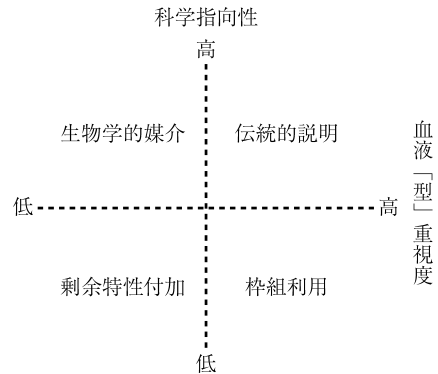 科学指向性
高
生物学的媒介
伝統的説明
低
高
血液「型」重視度
剰余特性付加
枠組利用
低